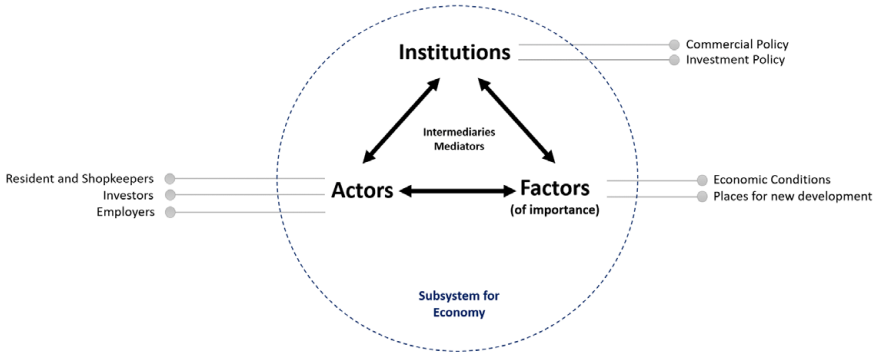 Institutions
Commercial Policy
Investment Policy
Intermediaries
Mediators
Resident and Shopkeepers
Investors
Employers
Actors
Factors
(of importance)
Economic Conditions
Places for new development
Subsystem for
Economy